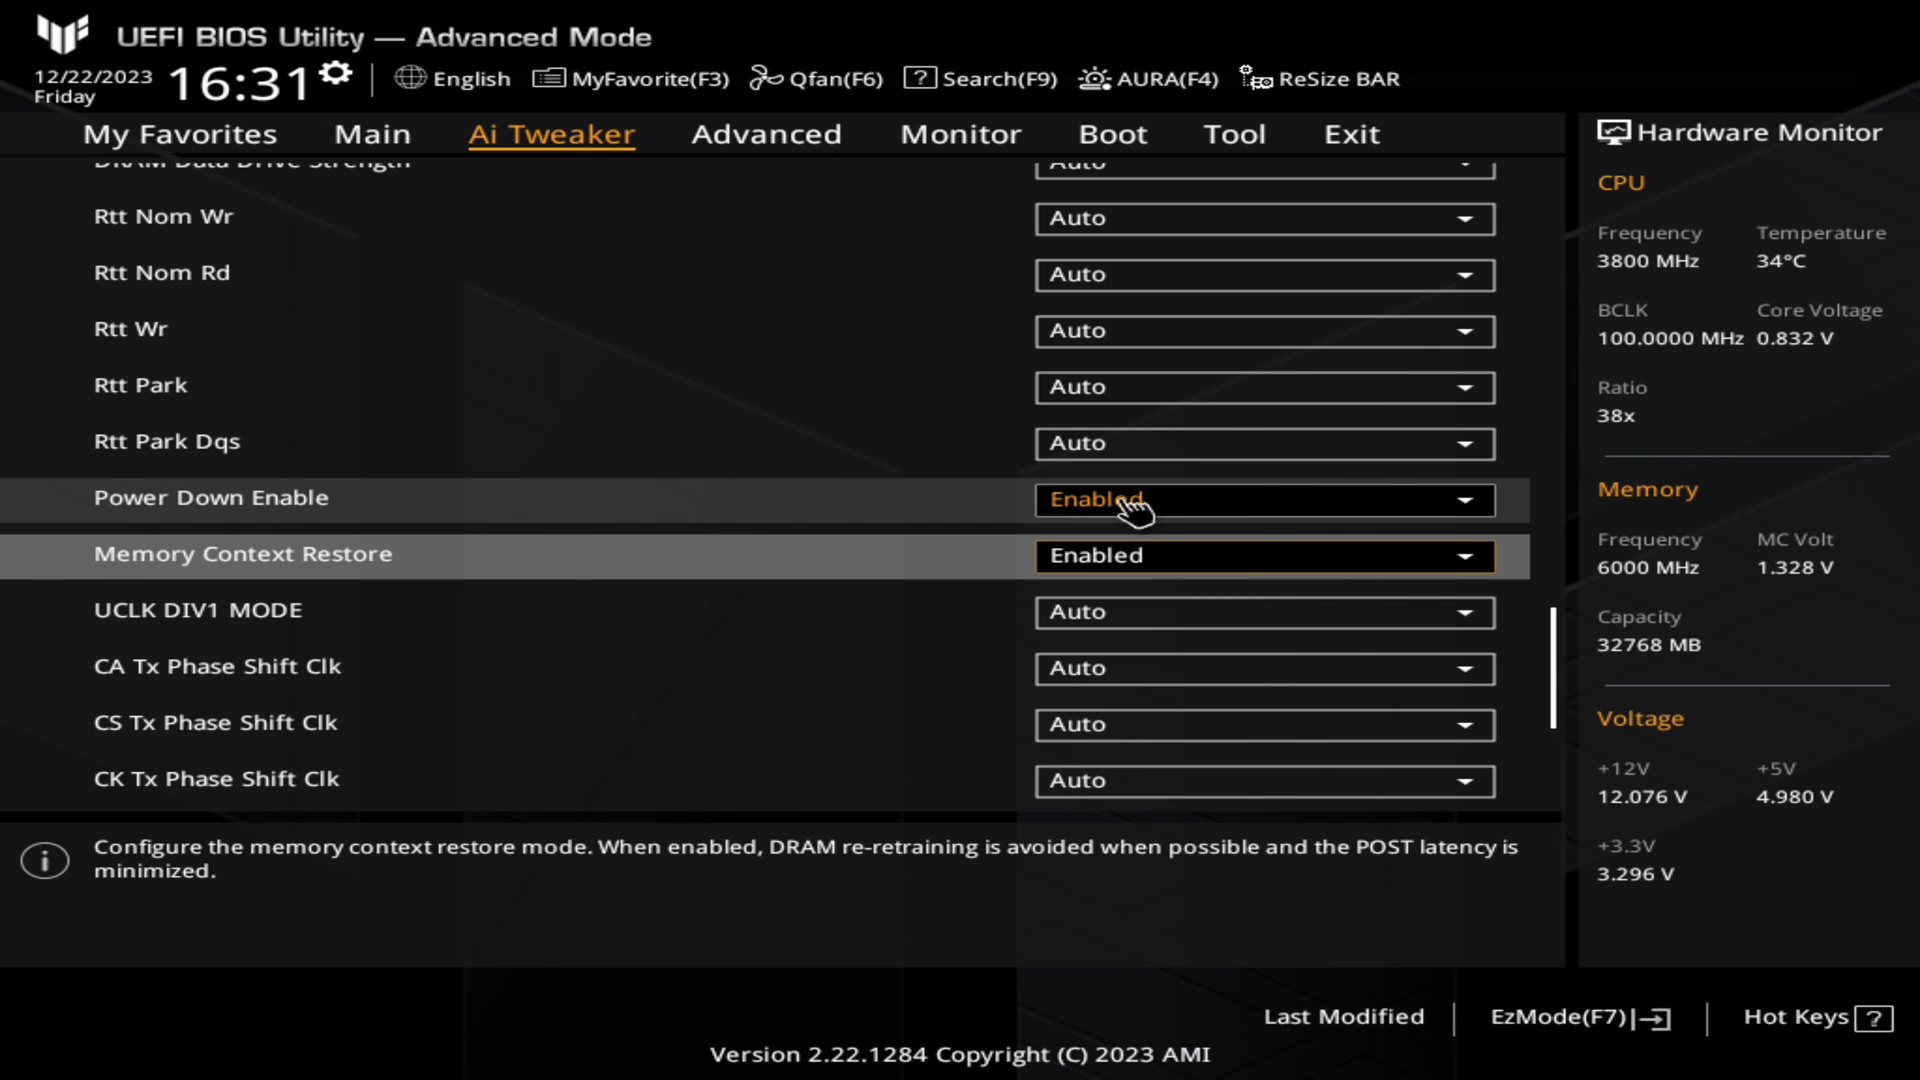 UEFI BIOS Utility — Advanced Mode
12/22/2023
Friday
16:31
English
MyFavorite(F3)
Qfan(F6)
? Search(F9)
AURA(F4)
ReSize BAR
My Favorites Main Ai Tweaker Advanced Monitor Boot Tool Exit
DRAM Data Drive Strength Auto
Rtt Nom Wr Auto
Rtt Nom Rd Auto
Rtt Wr Auto
Rtt Park Auto
Rtt Park Dqs Auto
Power Down Enable Enabled
Memory Context Restore Enabled
UCLK DIV1 MODE Auto
CA Tx Phase Shift Clk Auto
CS Tx Phase Shift Clk Auto
CK Tx Phase Shift Clk Auto
Configure the memory context restore mode. When enabled, DRAM re-retraining is avoided when possible and the POST latency is
minimized.
Hardware Monitor
CPU
Frequency Temperature
3800 MHz 34°C
BCLK Core Voltage
100.0000 MHz 0.832 V
Ratio
38x
Memory
Frequency MC Volt
6000 MHz 1.328 V
Capacity
32768 MB
Voltage
+12V +5V
12.076 V 4.980 V
+3.3V
3.296 V
Last Modified
EzMode(F7)
Hot Keys ?
Version 2.22.1284 Copyright (C) 2023 AMI